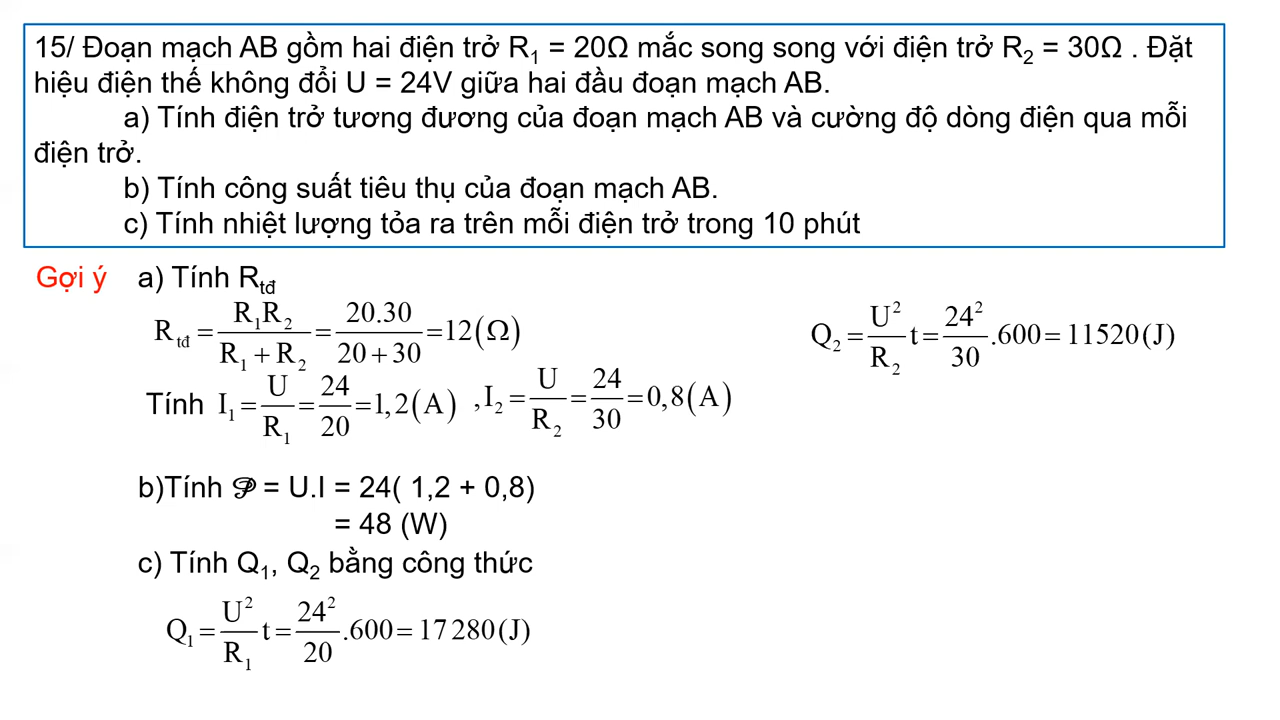 15/ Đoạn mạch AB gồm hai điện trở R₁ = 20Ω mắc song song với điện trở R₂ = 30Ω . Đặt
hiệu điện thế không đổi U = 24V giữa hai đầu đoạn mạch AB.
a) Tính điện trở tương đương của đoạn mạch AB và cường độ dòng điện qua mỗi
điện trở.
b) Tính công suất tiêu thụ của đoạn mạch AB.
c) Tính nhiệt lượng tỏa ra trên mỗi điện trở trong 10 phút
Gợi ý a) Tính Rtđ
Rtđ = R₁R₂/(R₁ + R₂) = 20.30/(20 + 30) = 12(Ω)
Tính I₁ = U/R₁ = 24/20 = 1,2(A) ,I₂ = U/R₂ = 24/30 = 0,8(A)
b)Tính 𝒫 = U.I = 24( 1,2 + 0,8)
= 48 (W)
c) Tính Q₁, Q₂ bằng công thức
Q₁ = U²/R₁ t = 24²/20 .600 = 17280(J)
Q₂ = U²/R₂ t = 24²/30 .600 = 11520(J)